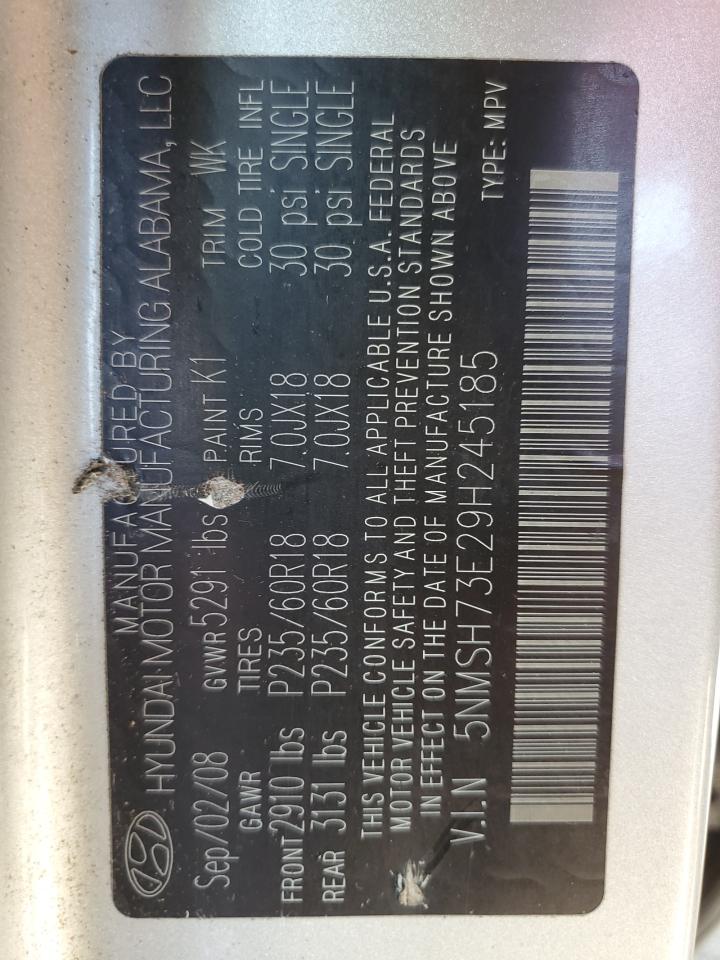 MANUFACTURED BY
HYUNDAI MOTOR MANUFACTURING ALABAMA, LLC
Sep/02/08 GVWR 5291 lbs PAINT K1 TRIM WK
GAWR TIRES RIMS COLD TIRE INFL
FRONT 2910 lbs P235/60R18 7.0JX18 30 psi SINGLE
REAR 3131 lbs P235/60R18 7.0JX18 30 psi SINGLE
THIS VEHICLE CONFORMS TO ALL APPLICABLE U.S.A. FEDERAL
MOTOR VEHICLE SAFETY AND THEFT PREVENTION STANDARDS
IN EFFECT ON THE DATE OF MANUFACTURE SHOWN ABOVE
V.I.N 5NMSH73E29H245185 TYPE: MPV